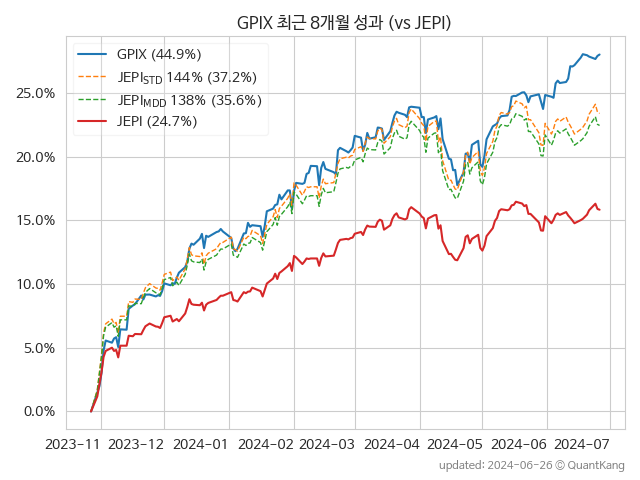 GPIX 최근 8개월 성과 (vs JEPI)
GPIX (44.9%)
JEPI_STD 144% (37.2%)
JEPI_MDD 138% (35.6%)
JEPI (24.7%)
25.0%
20.0%
15.0%
10.0%
5.0%
0.0%
2023-11 2023-12 2024-01 2024-02 2024-03 2024-04 2024-05 2024-06 2024-07
updated: 2024-06-26 @ QuantKang